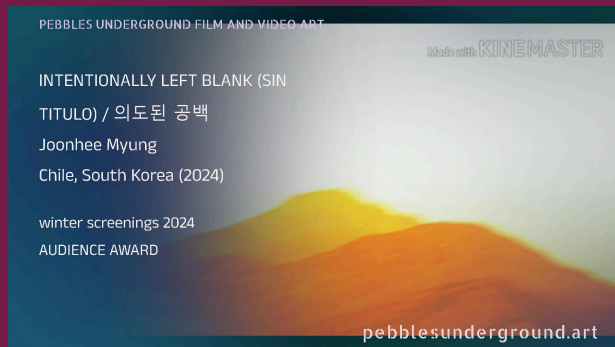 PEBBLES UNDERGROUND FILM AND VIDEO ART
Made with KINEMASTER
INTENTIONALLY LEFT BLANK (SIN
TITULO) / 의도된 공백
Joonhee Myung
Chile, South Korea (2024)
winter screenings 2024
AUDIENCE AWARD
pebblesunderground.art